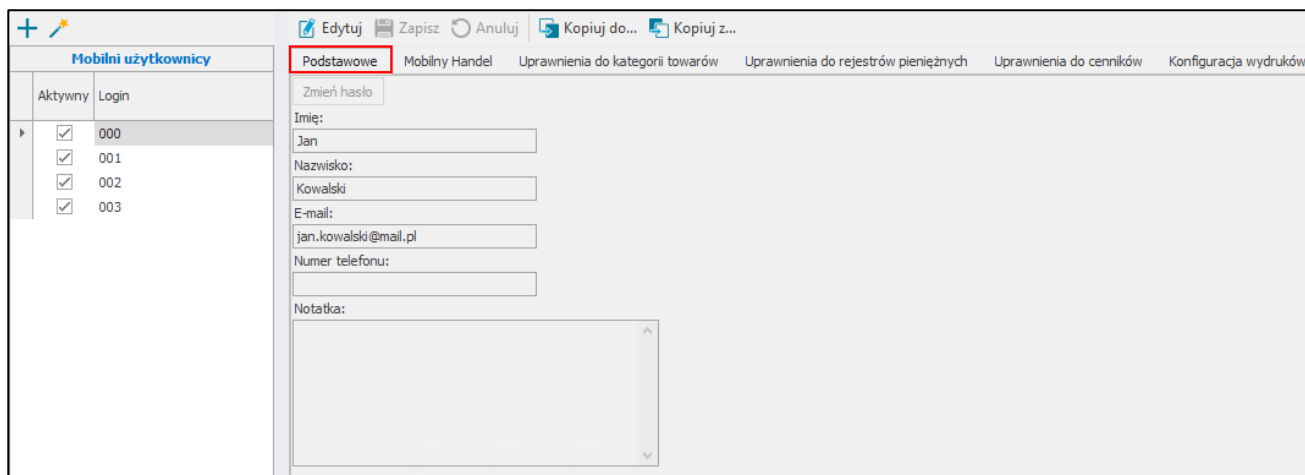 Edytuj Zapisz Anuluj Kopiuj do... Kopiuj z...
Mobilni użytkownicy
Podstawowe Mobilny Handel Uprawnienia do kategorii towarów Uprawnienia do rejestrów pieniężnych Uprawnienia do cenników Konfiguracja wydruków
Aktywny Login
000
001
002
003
Zmień hasło
Imię:
Jan
Nazwisko:
Kowalski
E-mail:
jan.kowalski@mail.pl
Numer telefonu:
Notatka: